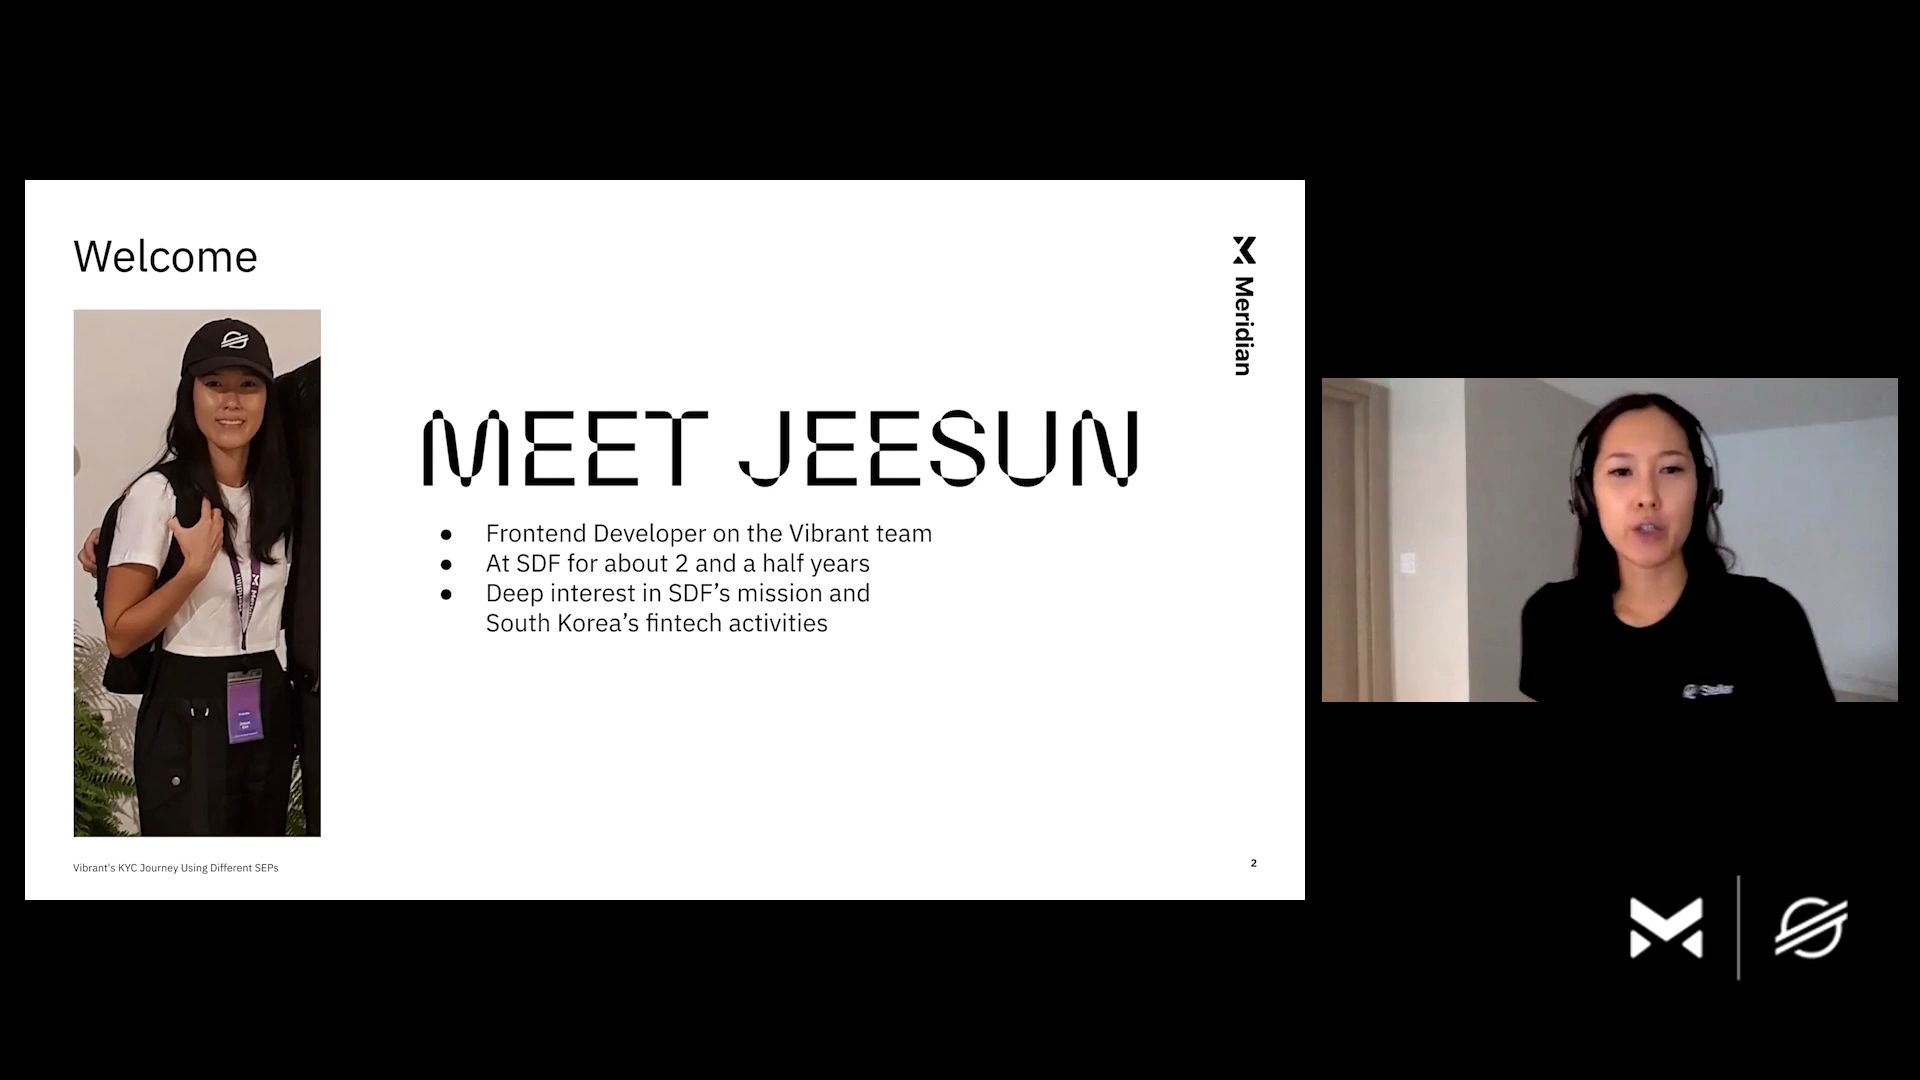 Welcome
Meridian
MEET JEESUN
● Frontend Developer on the Vibrant team
● At SDF for about 2 and a half years
● Deep interest in SDF’s mission and
South Korea’s fintech activities
Vibrant's KYC Journey Using Different SEPs
2
Stellar